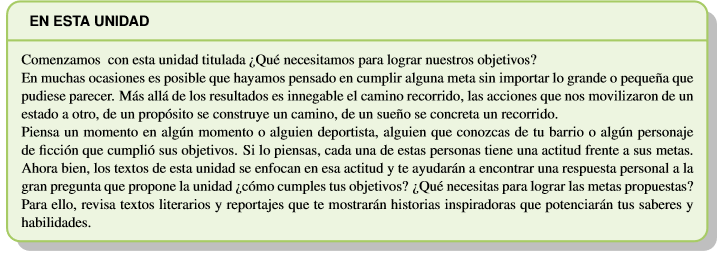 EN ESTA UNIDAD
Comenzamos con esta unidad titulada ¿Qué necesitamos para lograr nuestros objetivos?
En muchas ocasiones es posible que hayamos pensado en cumplir alguna meta sin importar lo grande o pequeña que
pudiese parecer. Más allá de los resultados es innegable el camino recorrido, las acciones que nos movilizaron de un
estado a otro, de un propósito se construye un camino, de un sueño se concreta un recorrido.
Piensa un momento en algún momento o alguien deportista, alguien que conozcas de tu barrio o algún personaje
de ficción que cumplió sus objetivos. Si lo piensas, cada una de estas personas tiene una actitud frente a sus metas.
Ahora bien, los textos de esta unidad se enfocan en esa actitud y te ayudarán a encontrar una respuesta personal a la
gran pregunta que propone la unidad ¿cómo cumples tus objetivos? ¿Qué necesitas para lograr las metas propuestas?
Para ello, revisa textos literarios y reportajes que te mostrarán historias inspiradoras que potenciarán tus saberes y
habilidades.